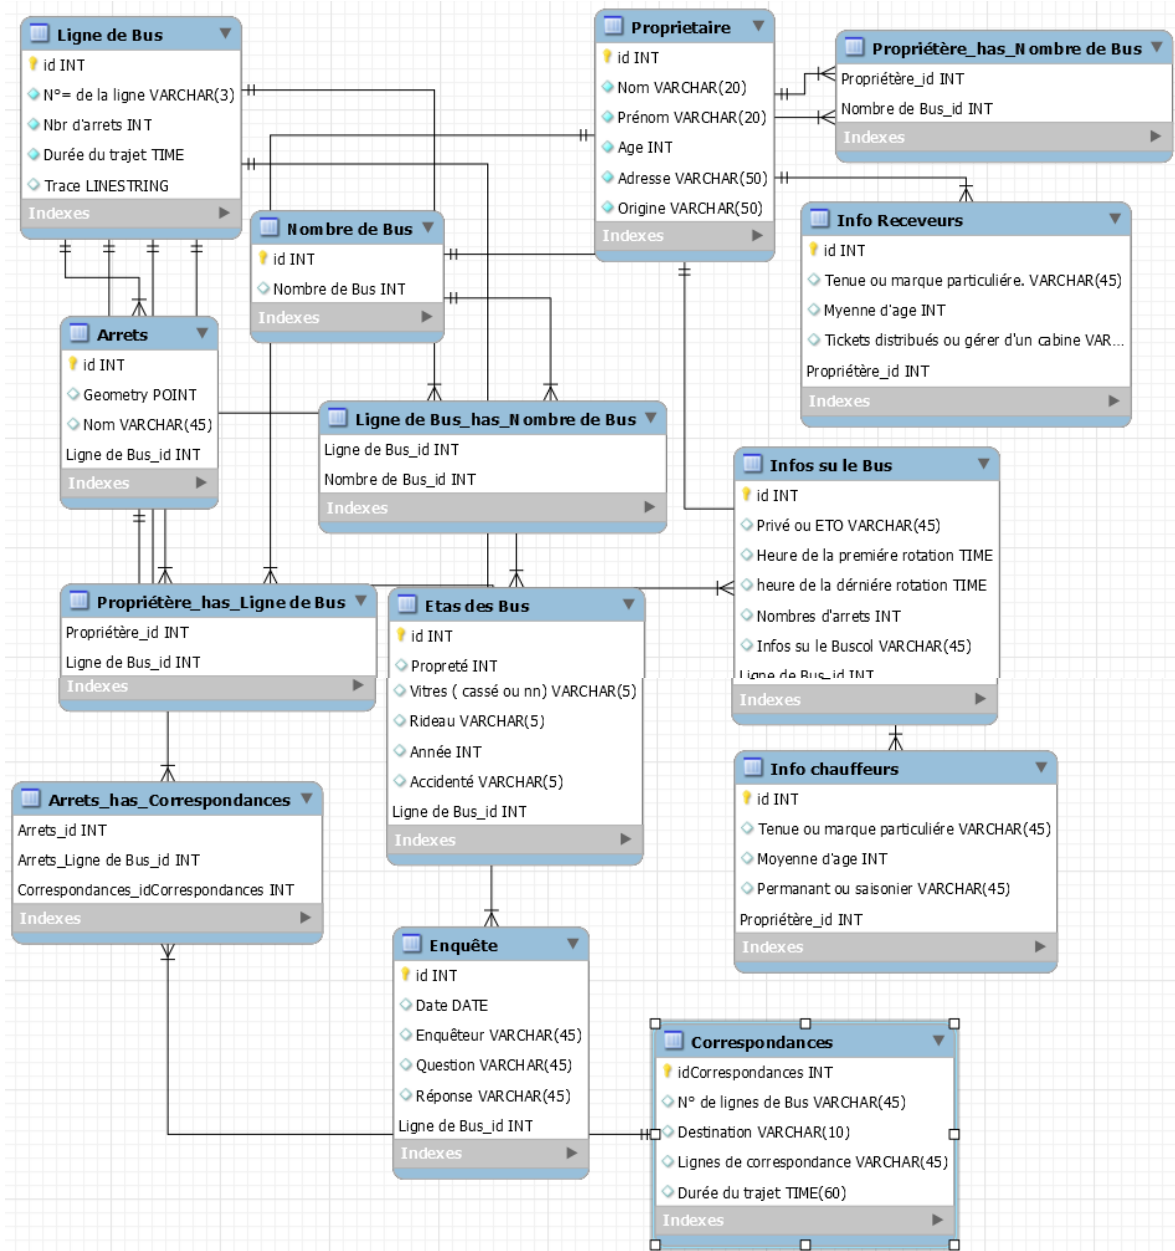 Ligne de Bus
id INT
N°= de la ligne VARCHAR(3)
Nbr d'arrets INT
Durée du trajet TIME
Trace LINESTRING
Indexes
Proprietaire
id INT
Nom VARCHAR(20)
Prénom VARCHAR(20)
Age INT
Adresse VARCHAR(50)
Origine VARCHAR(50)
Indexes
Propriétère_has_Nombre de Bus
Propriétère_id INT
Nombre de Bus_id INT
Indexes
Nombre de Bus
id INT
Nombre de Bus INT
Indexes
Info Receveurs
id INT
Tenue ou marque particuliére. VARCHAR(45)
Myenne d'age INT
Tickets distribués ou gérer d'un cabine VAR...
Propriétère_id INT
Indexes
Arrets
id INT
Geometry POINT
Nom VARCHAR(45)
Ligne de Bus_id INT
Indexes
Ligne de Bus_has_Nombre de Bus
Ligne de Bus_id INT
Nombre de Bus_id INT
Indexes
Infos su le Bus
id INT
Privé ou ETO VARCHAR(45)
Heure de la premiére rotation TIME
heure de la dérniére rotation TIME
Nombres d'arrets INT
Infos su le Buscol VARCHAR(45)
Ligne de Bus_id INT
Indexes
Propriétère_has_Ligne de Bus
Propriétère_id INT
Ligne de Bus_id INT
Indexes
Etas des Bus
id INT
Propreté INT
Vitres ( cassé ou nn) VARCHAR(5)
Rideau VARCHAR(5)
Année INT
Accidenté VARCHAR(5)
Ligne de Bus_id INT
Indexes
Info chauffeurs
id INT
Tenue ou marque particuliére VARCHAR(45)
Moyenne d'age INT
Permanant ou saisonier VARCHAR(45)
Propriétère_id INT
Indexes
Arrets_has_Correspondances
Arrets_id INT
Arrets_Ligne de Bus_id INT
Correspondances_idCorrespondances INT
Indexes
Enquête
id INT
Date DATE
Enquêteur VARCHAR(45)
Question VARCHAR(45)
Réponse VARCHAR(45)
Ligne de Bus_id INT
Indexes
Correspondances
idCorrespondances INT
N° de lignes de Bus VARCHAR(45)
Destination VARCHAR(10)
Lignes de correspondance VARCHAR(45)
Durée du trajet TIME(60)
Indexes